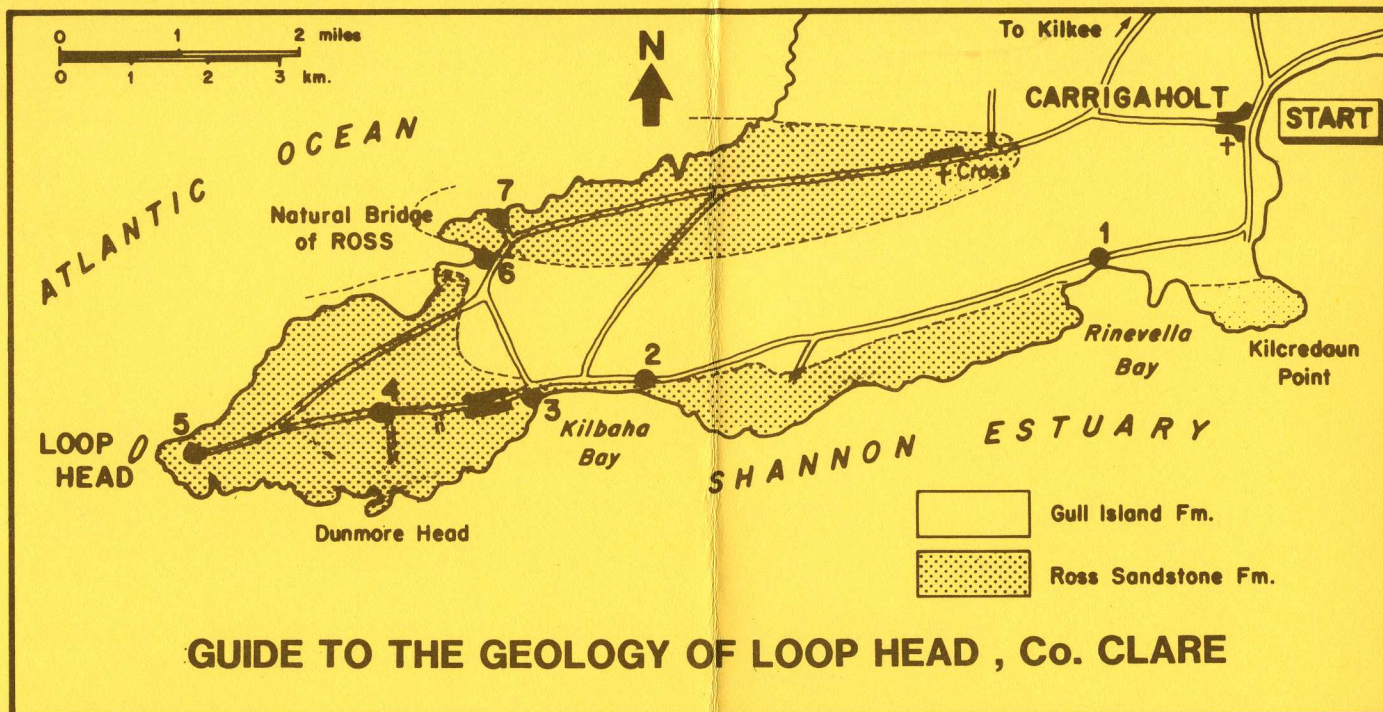 0 1 2 miles
0 1 2 3 km.
N
To Kilkee
CARRIGAHOLT
START
ATLANTIC OCEAN
Cross
7
Natural Bridge
of ROSS
6
1
Rinevella
Bay
Kilcredaun
Point
2
4
3
5
Kilbaha
Bay
LOOP
HEAD
SHANNON ESTUARY
Dunmore Head
Gull Island Fm.
Ross Sandstone Fm.
GUIDE TO THE GEOLOGY OF LOOP HEAD , Co. CLARE